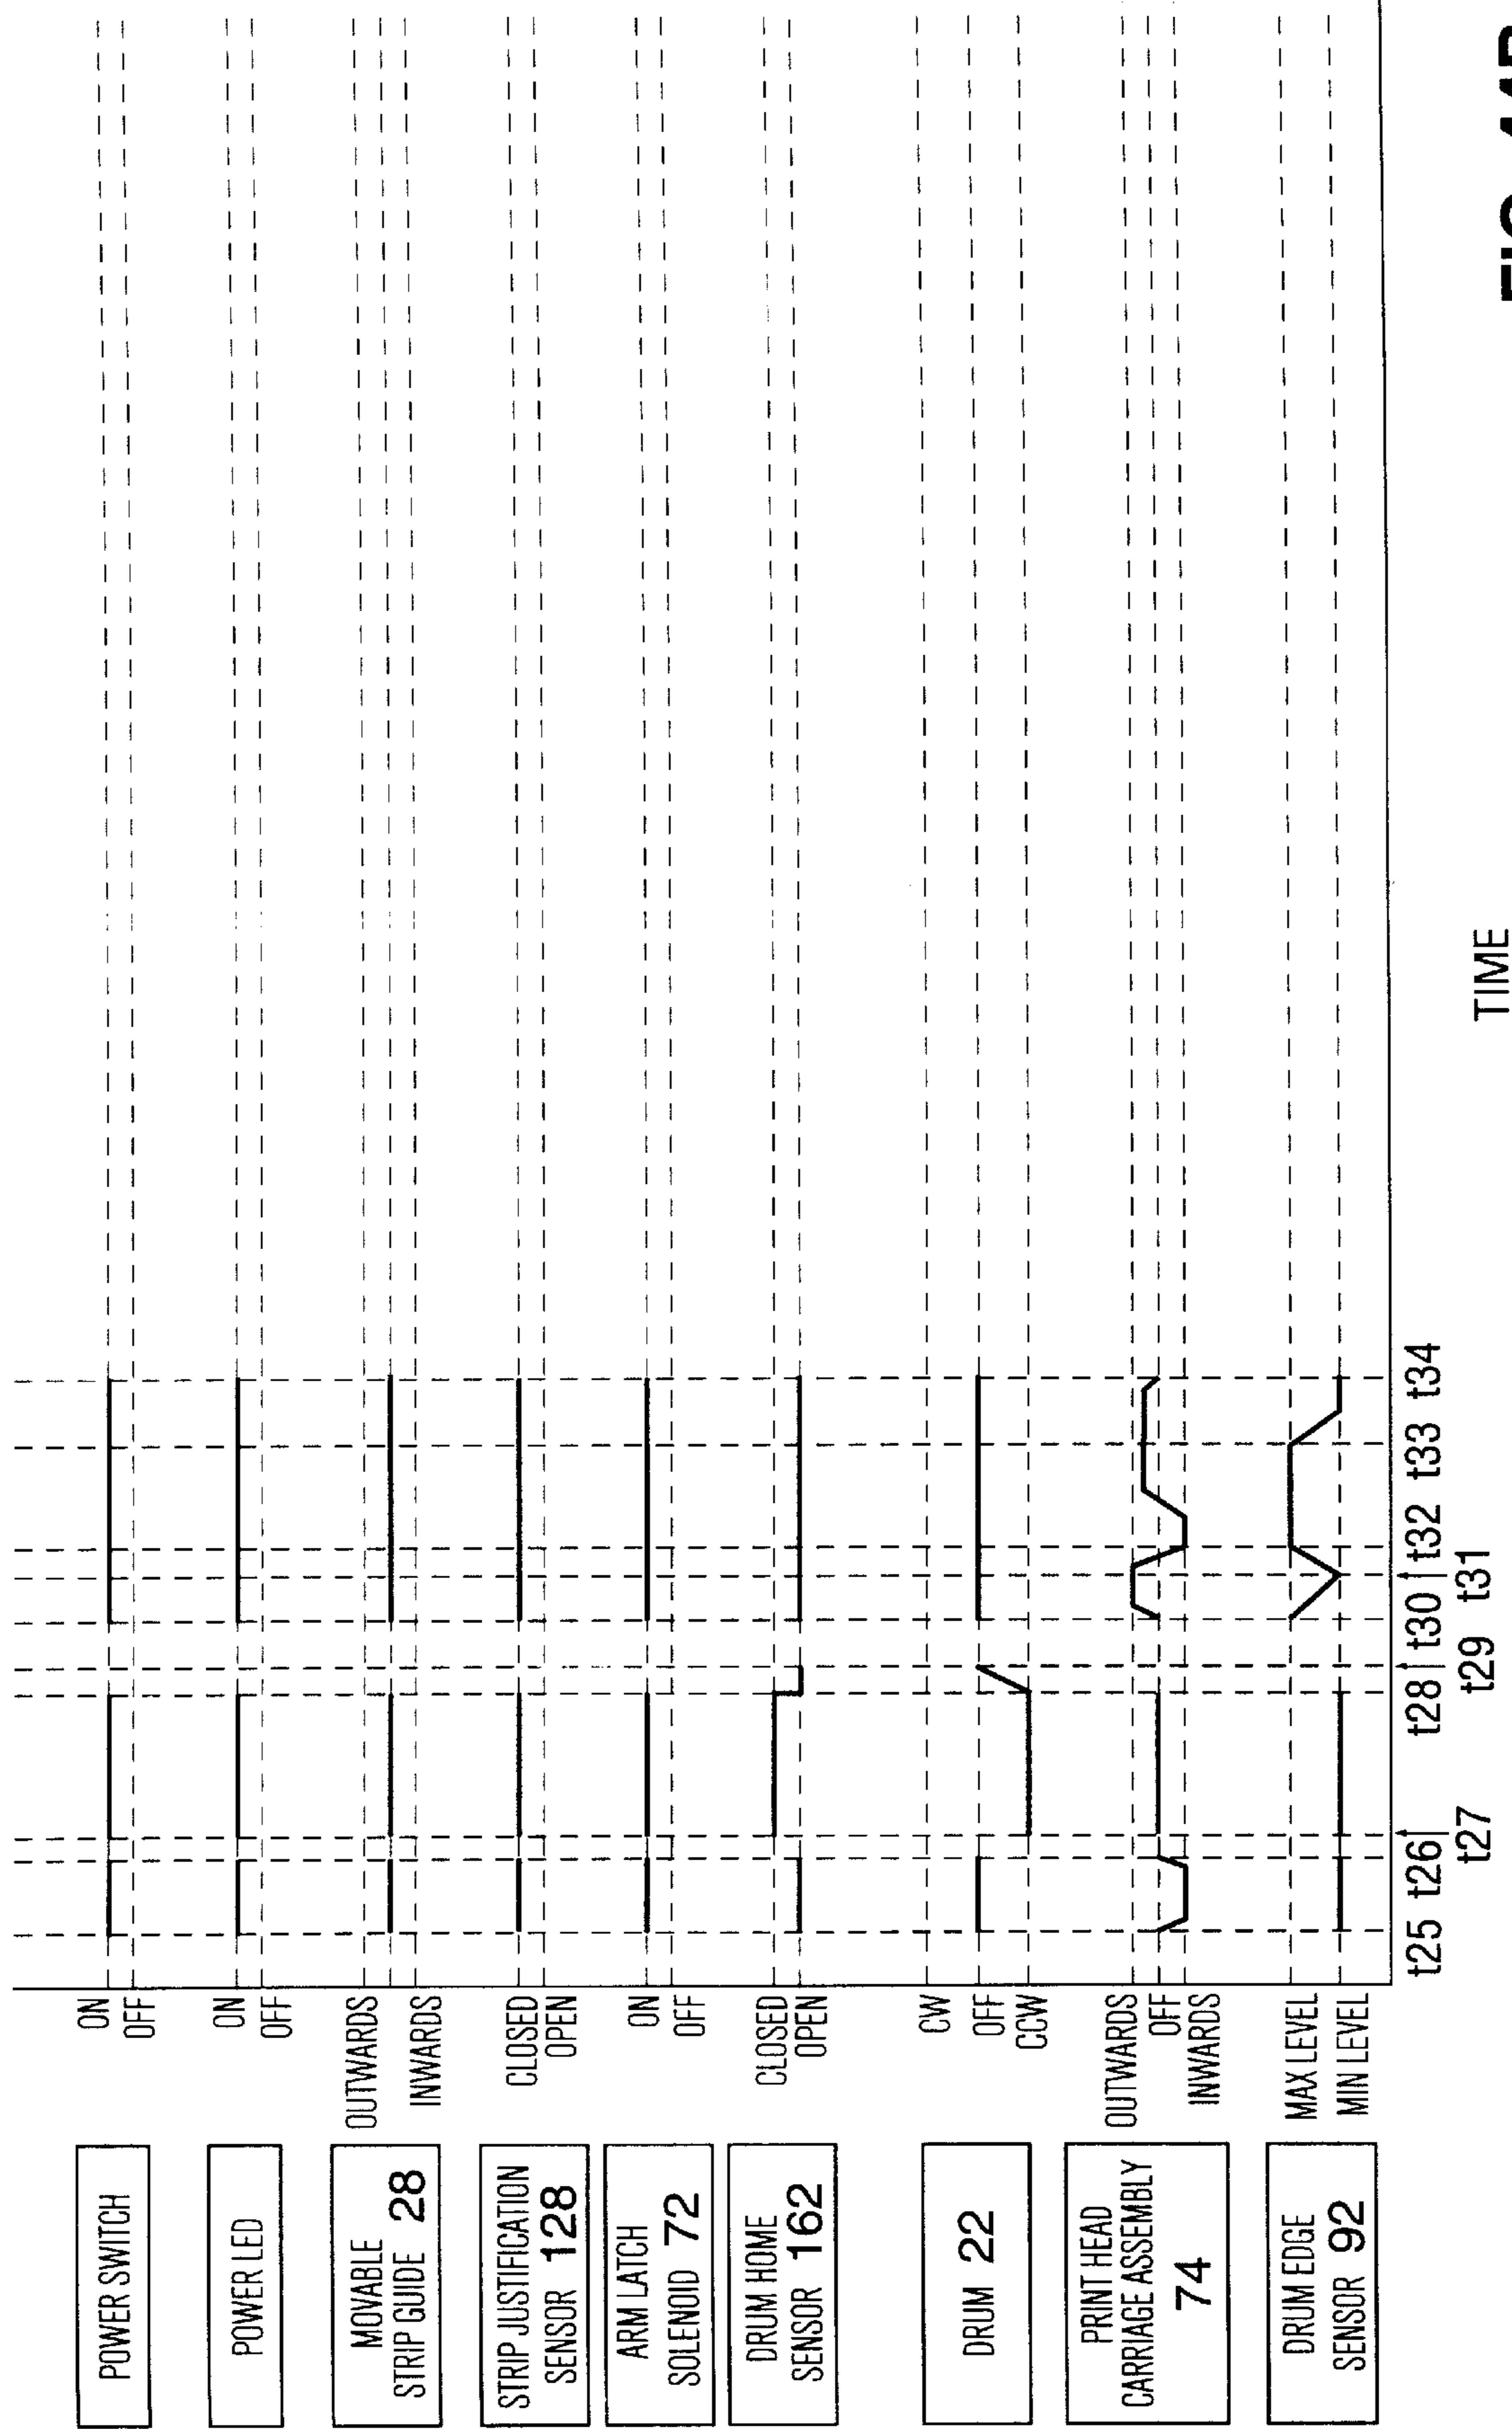 POWER SWITCH
ON
OFF
POWER LED
ON
OFF
MOVABLE
STRIP GUIDE 28
OUTWARDS
INWARDS
STRIP JUSTIFICATION
SENSOR 128
CLOSED
OPEN
ARM LATCH
SOLENOID 72
ON
OFF
DRUM HOME
SENSOR 162
CLOSED
OPEN
DRUM 22
CW
OFF
CCW
PRINT HEAD
CARRIAGE ASSEMBLY
74
OUTWARDS
OFF
INWARDS
DRUM EDGE
SENSOR 92
MAX LEVEL
MIN LEVEL
t25 t26 t28 t30 t32 t33 t34
t27 t29 t31
TIME